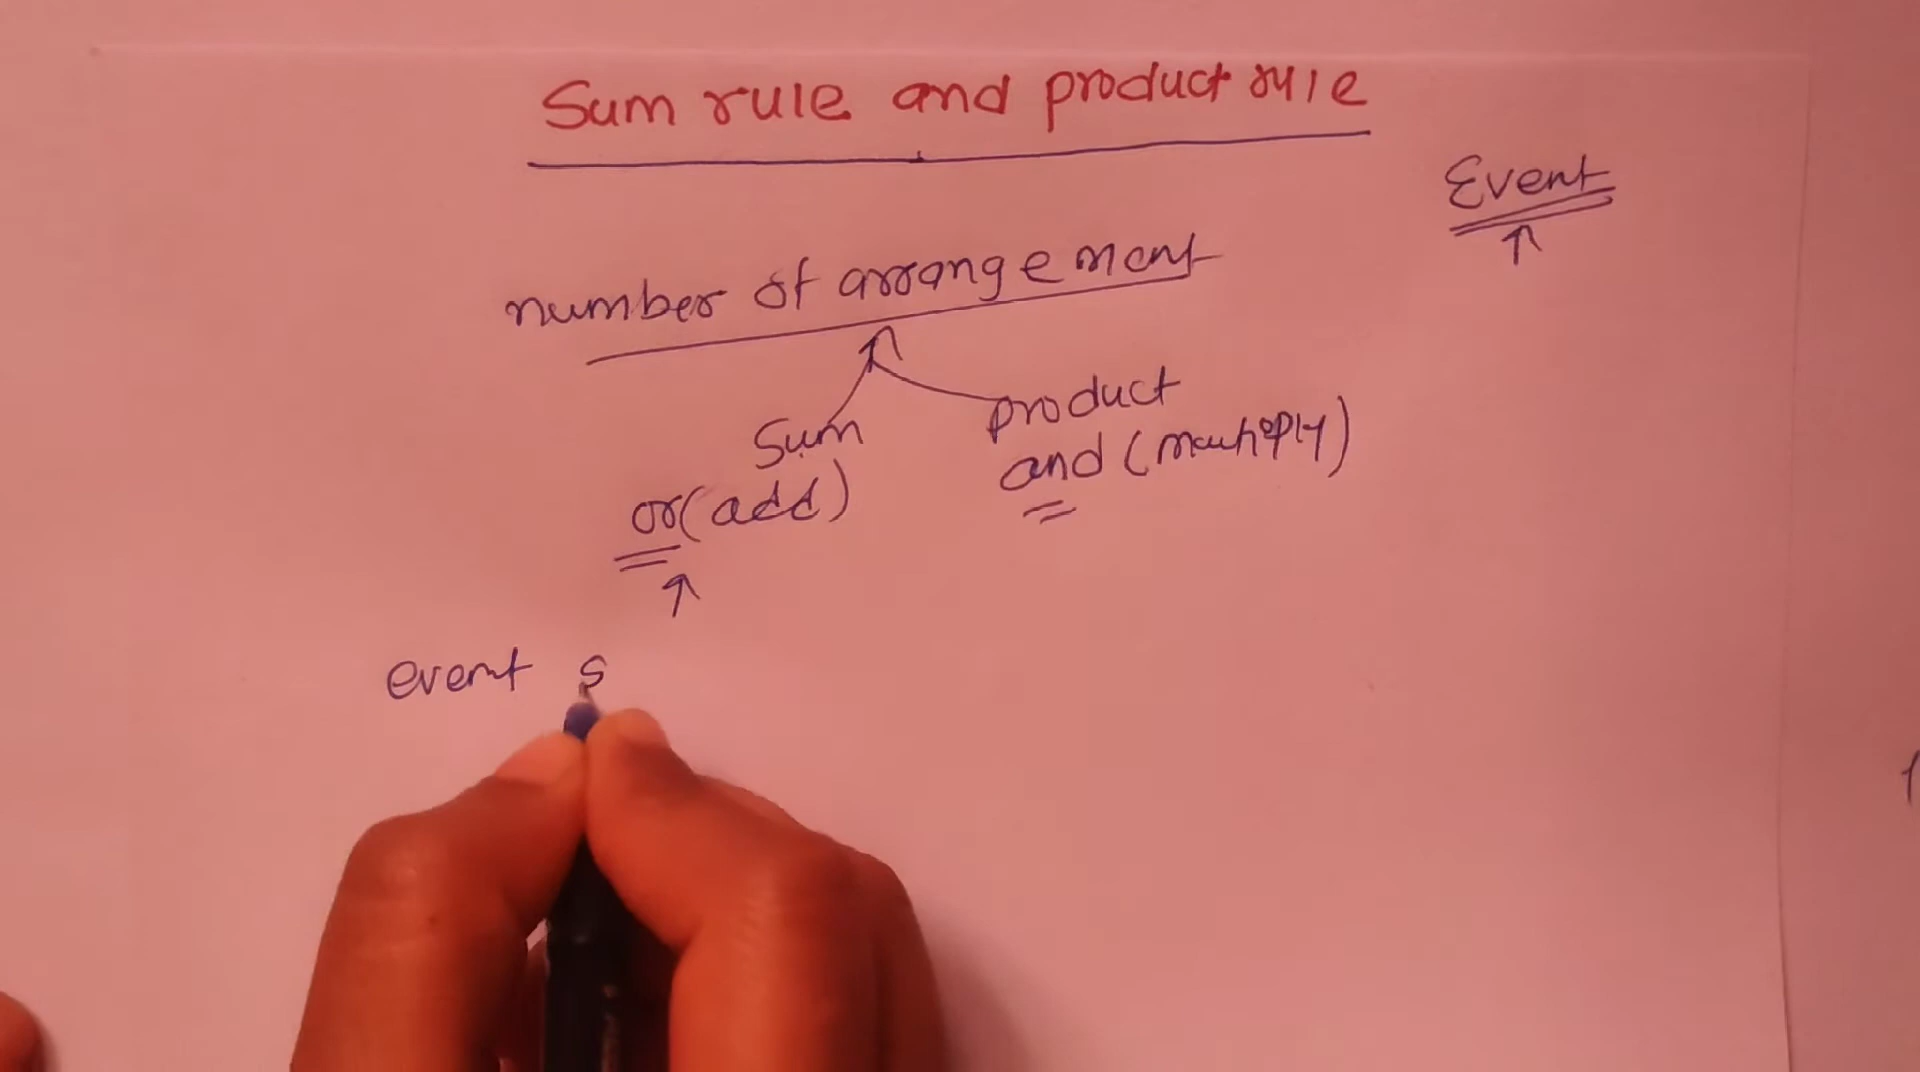 Sum rule and product rule
Event
number of arrangement
Sum
product
or (add)
and (multiply)
event s